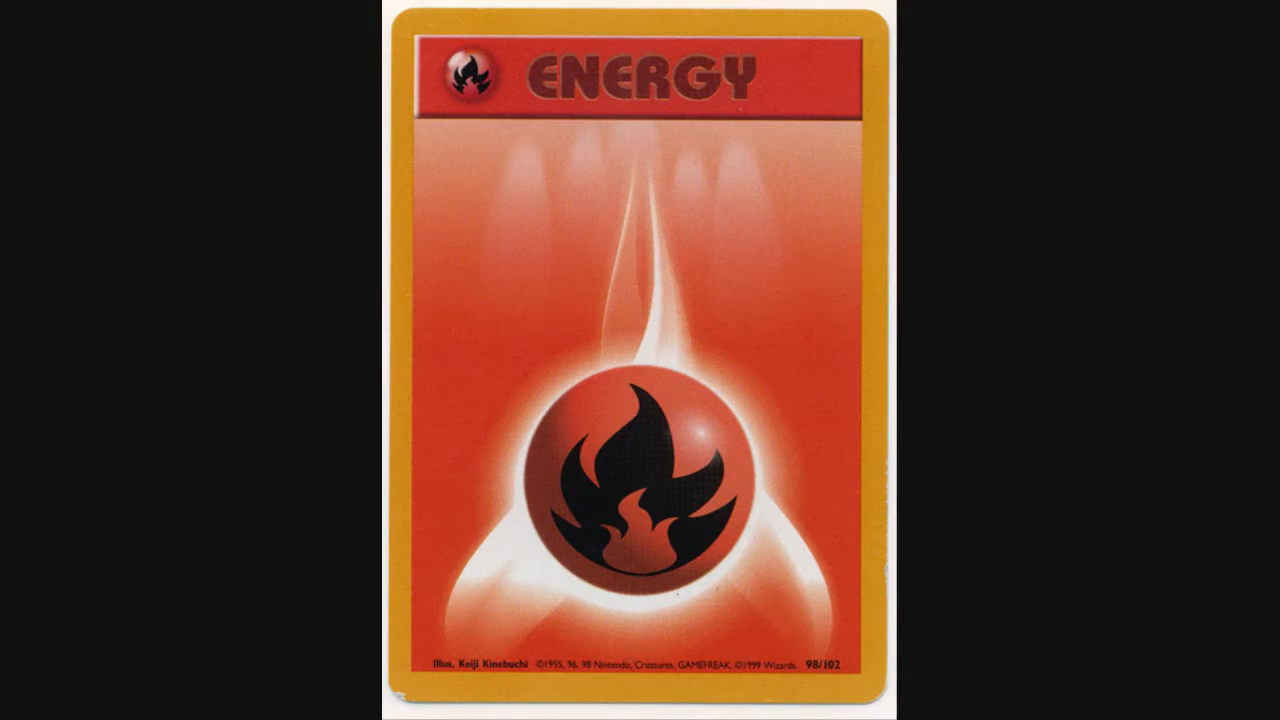 ENERGY
Illus. Keiji Kinebuchi ©1995, 96, 98 Nintendo, Creatures, GAMEFREAK. ©1999 Wizards. 98/102